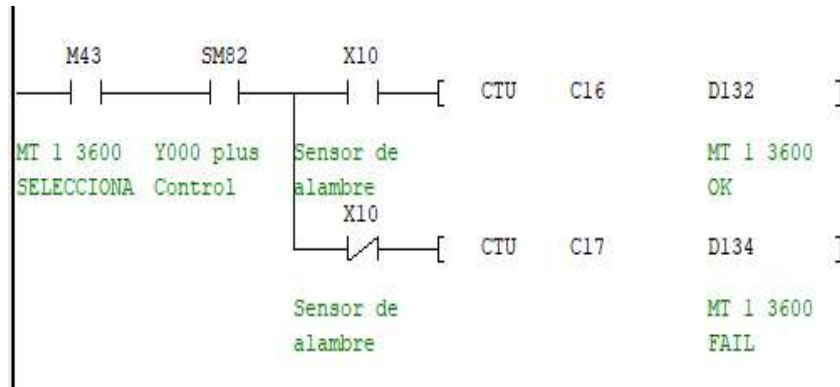 M43 SM82 X10
CTU C16 D132
MT 1 3600 Y000 plus Sensor de MT 1 3600
SELECCIONA Control alambre OK
X10
CTU C17 D134
Sensor de MT 1 3600
alambre FAIL